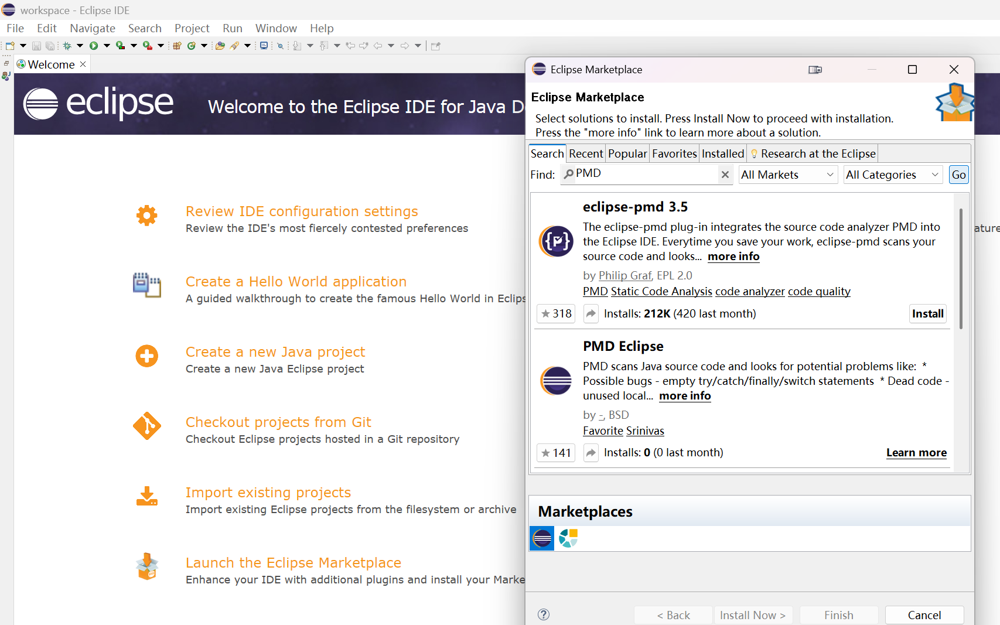 workspace - Eclipse IDE
File Edit Navigate Search Project Run Window Help
Welcome
eclipse
Welcome to the Eclipse IDE for Java D
Review IDE configuration settings
Review the IDE's most fiercely contested preferences
Create a Hello World application
A guided walkthrough to create the famous Hello World in Eclips
Create a new Java project
Create a new Java Eclipse project
Checkout projects from Git
Checkout Eclipse projects hosted in a Git repository
Import existing projects
Import existing Eclipse projects from the filesystem or archive
Launch the Eclipse Marketplace
Enhance your IDE with additional plugins and install your Marke
ature
Eclipse Marketplace
Eclipse Marketplace
Select solutions to install. Press Install Now to proceed with installation.
Press the "more info" link to learn more about a solution.
Search Recent Popular Favorites Installed Research at the Eclipse
Find: PMD All Markets All Categories Go
eclipse-pmd 3.5
The eclipse-pmd plug-in integrates the source code analyzer PMD into
the Eclipse IDE. Everytime you save your work, eclipse-pmd scans your
source code and looks... more info
by Philip Graf, EPL 2.0
PMD Static Code Analysis code analyzer code quality
318 Installs: 212K (420 last month) Install
PMD Eclipse
PMD scans Java source code and looks for potential problems like: *
Possible bugs - empty try/catch/finally/switch statements * Dead code -
unused local... more info
by -, BSD
Favorite Srinivas
141 Installs: 0 (0 last month) Learn more
Marketplaces
< Back Install Now > Finish Cancel